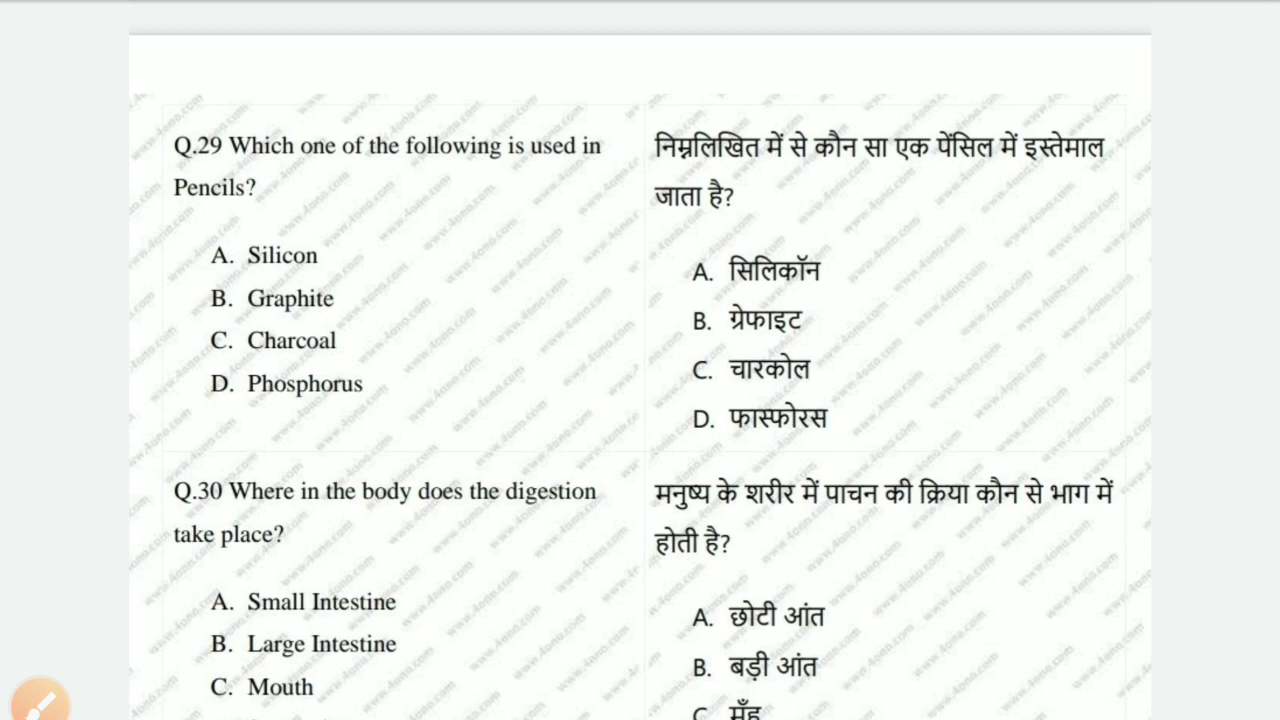 Q.29 Which one of the following is used in
Pencils?
A. Silicon
B. Graphite
C. Charcoal
D. Phosphorus
निम्नलिखित में से कौन सा एक पेंसिल में इस्तेमाल
जाता है?
A. सिलिकॉन
B. ग्रेफाइट
C. चारकोल
D. फास्फोरस
Q.30 Where in the body does the digestion
take place?
A. Small Intestine
B. Large Intestine
C. Mouth
मनुष्य के शरीर में पाचन की क्रिया कौन से भाग में
होती है?
A. छोटी आंत
B. बड़ी आंत
C. मुँह